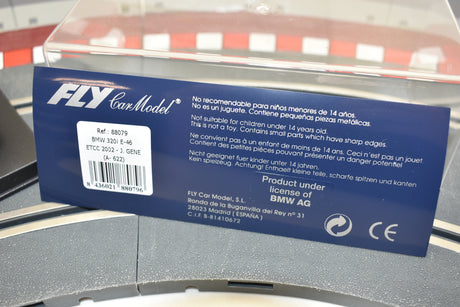 FLY Car Model®
Ref.: 88079
BMW 320i E-46
ETCC 2002 - J. GENE
(A- 622)
8 436021 880796
No recomendable para niños menores de 14 años.
No es un juguete. Contiene pequeñas piezas metálicas.
Not suitable for children under 14 years old.
This is not a toy. Contains small parts which have sharp edges.
Ne convient pas à un enfant de moins de 14 ans. Ceci n'est pas un jouet.
Contient des petites pièces pouvant présenter un danger potentiel!
Nicht geeignet fuer kinder unter 14 jahren.
Kein spielzeug. Achtung! Enthaelt kleine teile, scharfe spitzen und kanten
Product under
license of
BMW AG
FLY Car Model, S.L.
Ronda de la Buganvilla del Rey nº 31
28023 Madrid (ESPAÑA)
C.I.F. B-81410672
CE